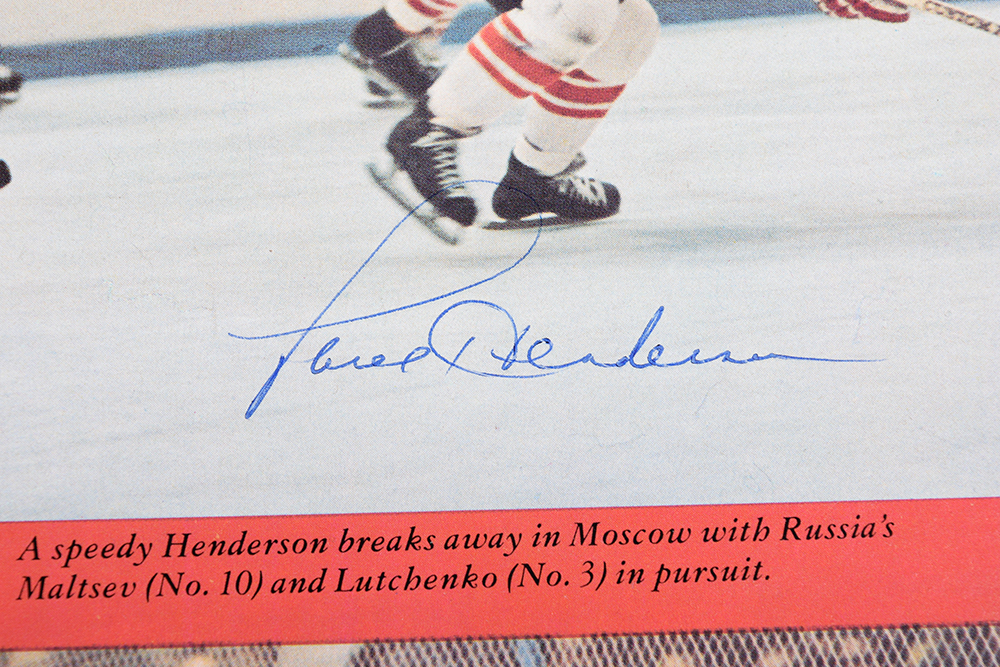 Paul Henderson
A speedy Henderson breaks away in Moscow with Russia's
Maltsev (No. 10) and Lutchenko (No. 3) in pursuit.